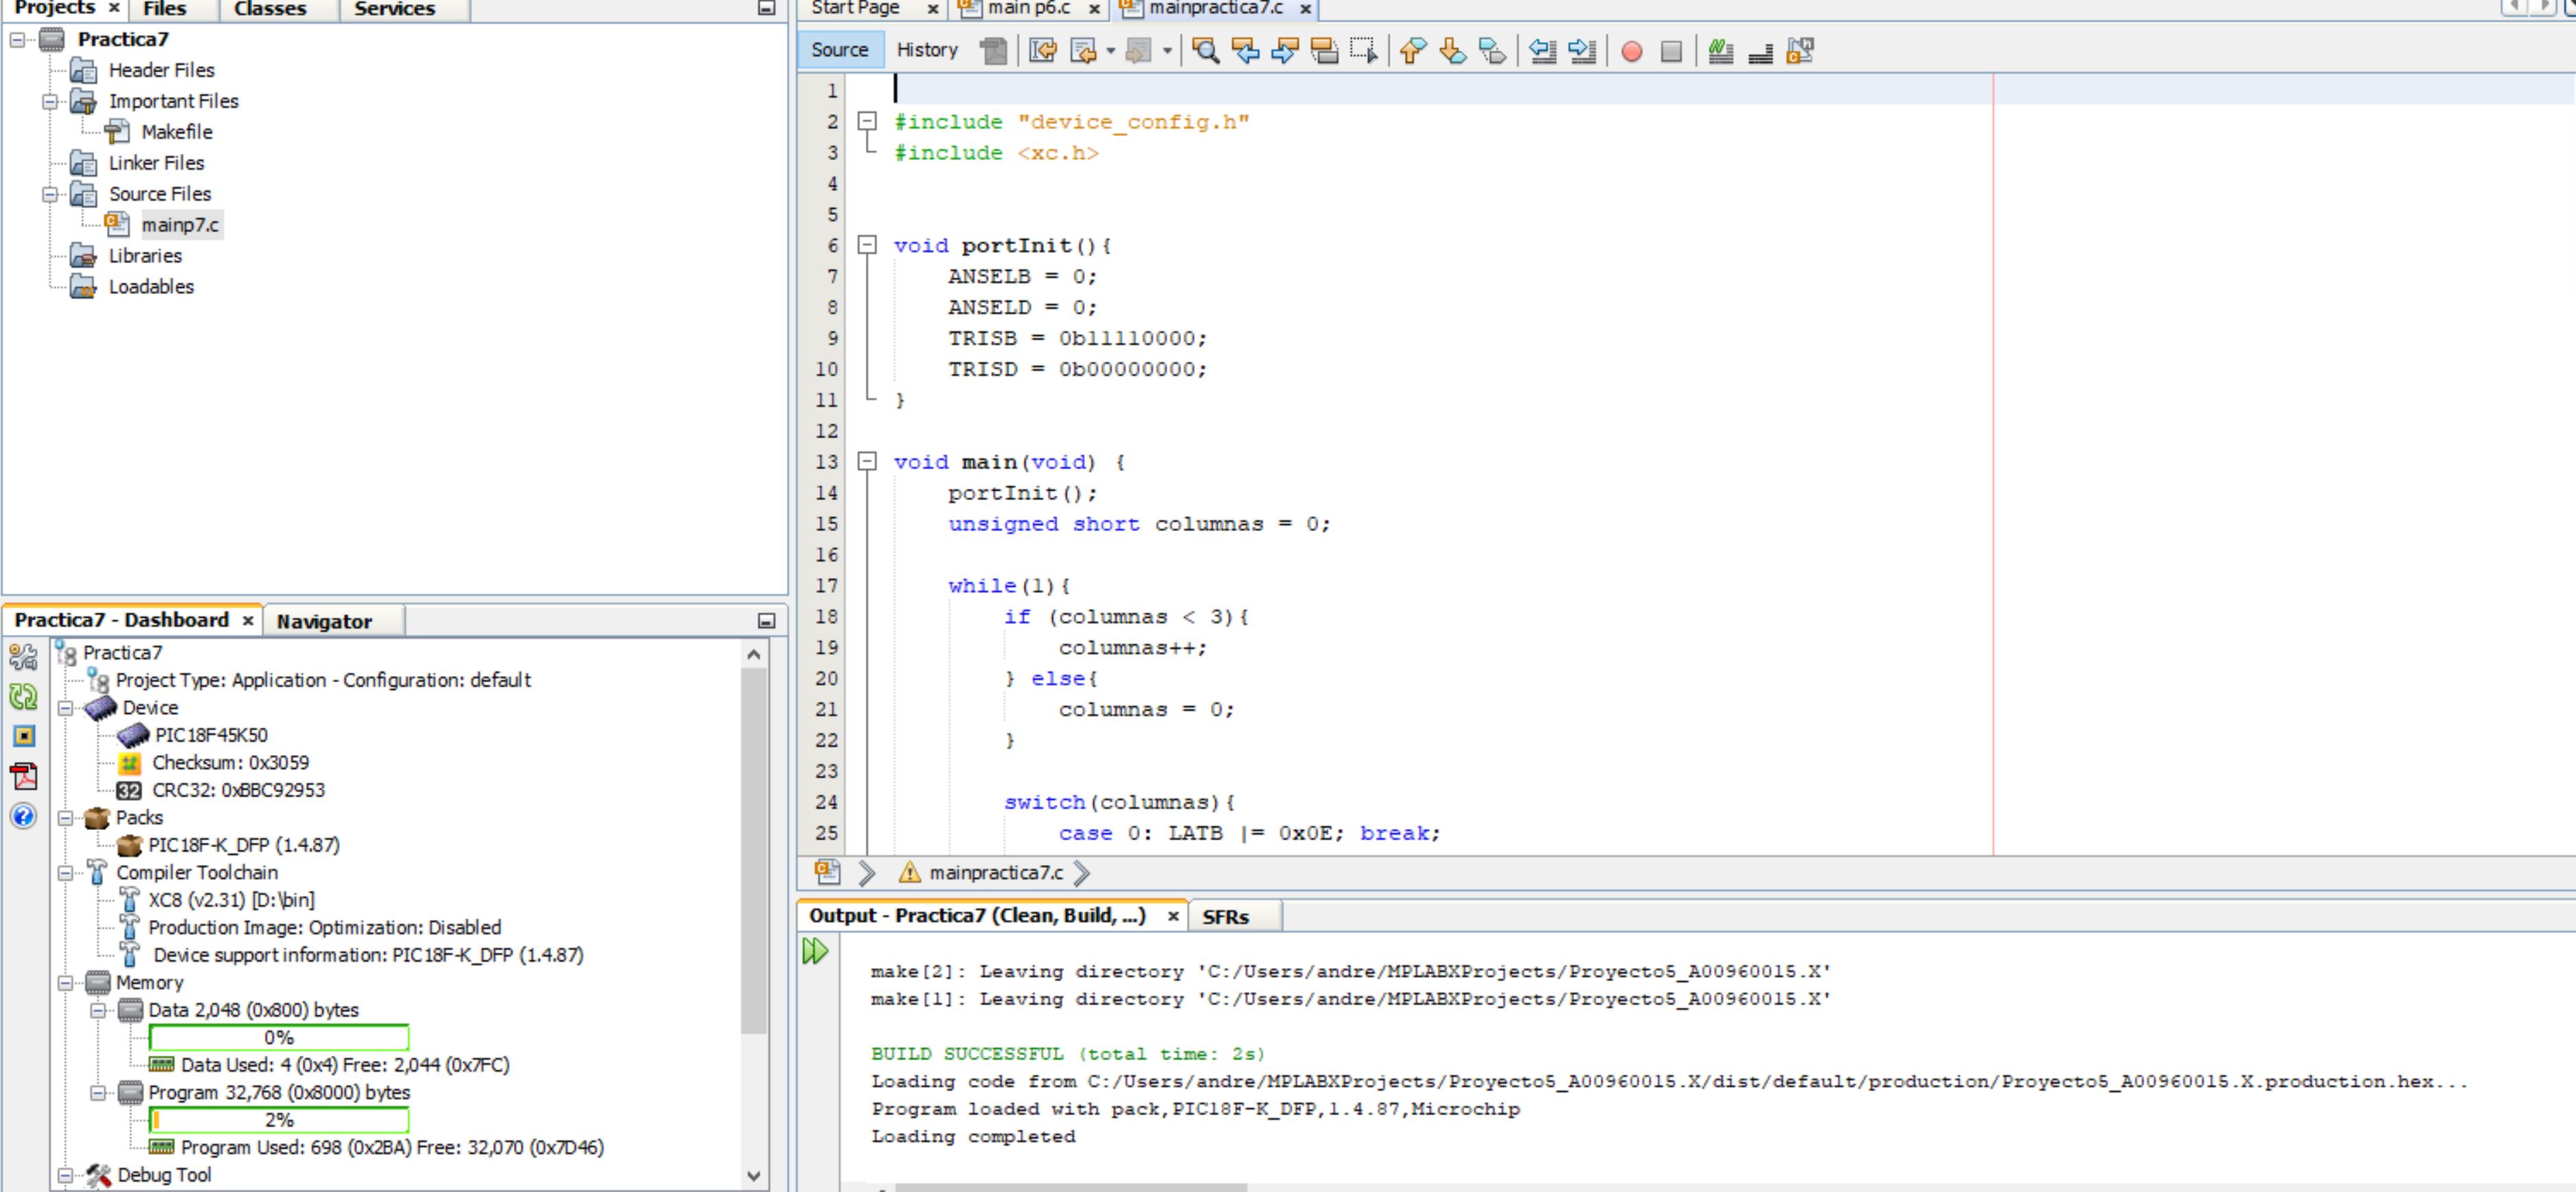 Projects
Files
Classes
Services
Practica7
Header Files
Important Files
Makefile
Linker Files
Source Files
mainp7.c
Libraries
Loadables
Practica7 - Dashboard
Navigator
Practica7
Project Type: Application - Configuration: default
Device
PIC18F45K50
Checksum: 0x3059
32 CRC32: 0xBBC92953
Packs
PIC18F-K_DFP (1.4.87)
Compiler Toolchain
XC8 (v2.31) [D:\bin]
Production Image: Optimization: Disabled
Device support information: PIC18F-K_DFP (1.4.87)
Memory
Data 2,048 (0x800) bytes
0%
Data Used: 4 (0x4) Free: 2,044 (0x7FC)
Program 32,768 (0x8000) bytes
2%
Program Used: 698 (0x2BA) Free: 32,070 (0x7D46)
Debug Tool
Start Page
main p6.c
mainpractica7.c
Source
History
1
2 #include "device_config.h"
3 #include <xc.h>
4
5
6 void portInit(){
7 ANSELB = 0;
8 ANSELD = 0;
9 TRISB = 0b11110000;
10 TRISD = 0b00000000;
11 }
12
13 void main(void) {
14 portInit();
15 unsigned short columnas = 0;
16
17 while(1){
18 if (columnas < 3){
19 columnas++;
20 } else{
21 columnas = 0;
22 }
23
24 switch(columnas){
25 case 0: LATB |= 0x0E; break;
mainpractica7.c
Output - Practica7 (Clean, Build, ...)
SFRs
make[2]: Leaving directory 'C:/Users/andre/MPLABXProjects/Proyecto5_A00960015.X'
make[1]: Leaving directory 'C:/Users/andre/MPLABXProjects/Proyecto5_A00960015.X'
BUILD SUCCESSFUL (total time: 2s)
Loading code from C:/Users/andre/MPLABXProjects/Proyecto5_A00960015.X/dist/default/production/Proyecto5_A00960015.X.production.hex...
Program loaded with pack,PIC18F-K_DFP,1.4.87,Microchip
Loading completed